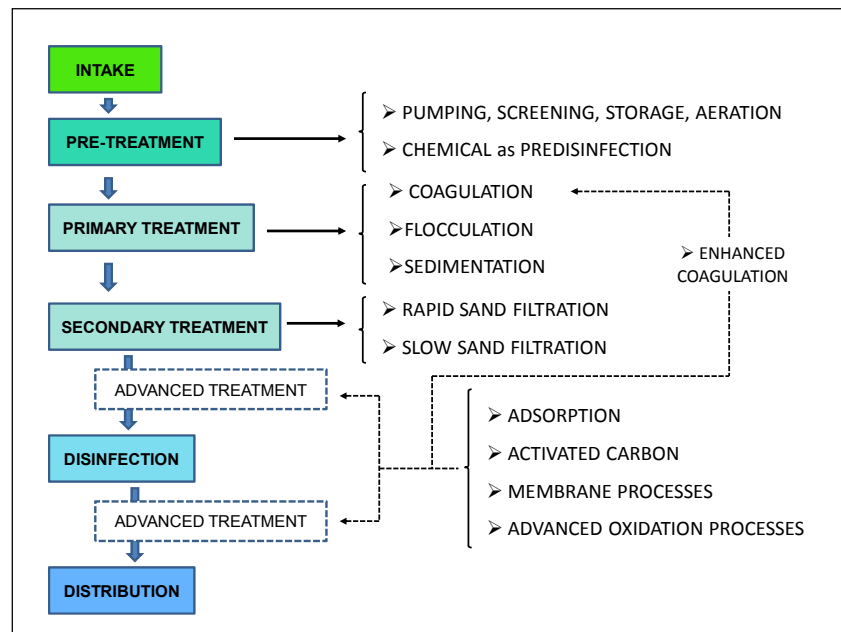 INTAKE
PRE-TREATMENT
➢ PUMPING, SCREENING, STORAGE, AERATION
➢ CHEMICAL as PREDISINFECTION
PRIMARY TREATMENT
➢ COAGULATION
➢FLOCCULATION
➢SEDIMENTATION
➢ ENHANCED
COAGULATION
SECONDARY TREATMENT
➢ RAPID SAND FILTRATION
➢ SLOW SAND FILTRATION
ADVANCED TREATMENT
DISINFECTION
ADVANCED TREATMENT
➢ ADSORPTION
➢ ACTIVATED CARBON
➢ MEMBRANE PROCESSES
➢ ADVANCED OXIDATION PROCESSES
DISTRIBUTION